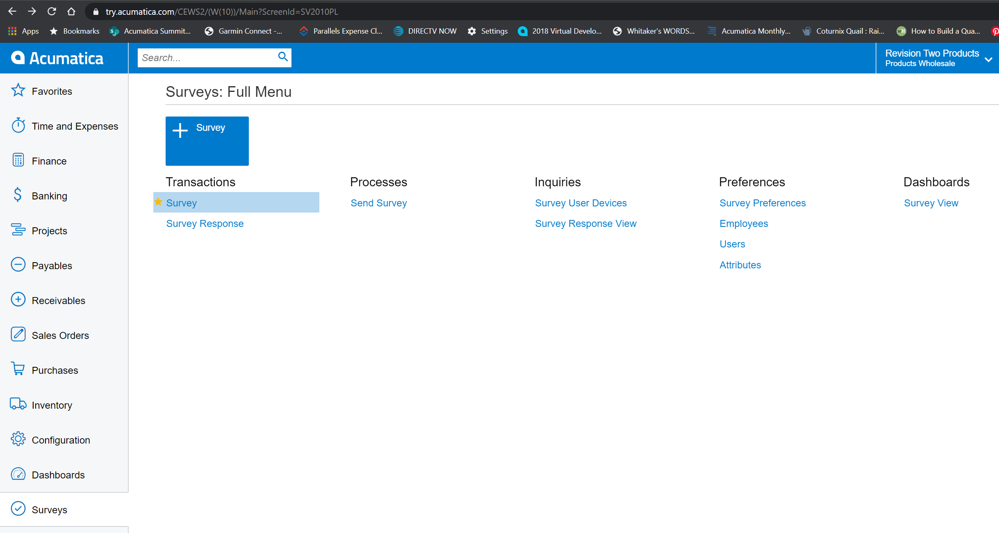 try.acumatica.com/CEWS2/(W(10))/Main?ScreenId=SV2010PL
Apps
Bookmarks
Acumatica Summit...
Garmin Connect -...
Parallels Expense Cl...
DIRECTV NOW
Settings
2018 Virtual Develo...
Whitaker's WORDS...
Acumatica Monthly...
Coturnix Quail : Rai...
How to Build a Qua...
Acumatica
Search...
Revision Two Products
Products Wholesale
Favorites
Time and Expenses
Finance
Banking
Projects
Payables
Receivables
Sales Orders
Purchases
Inventory
Configuration
Dashboards
Surveys
Surveys: Full Menu
Survey
Transactions
Survey
Survey Response
Processes
Send Survey
Inquiries
Survey User Devices
Survey Response View
Preferences
Survey Preferences
Employees
Users
Attributes
Dashboards
Survey View